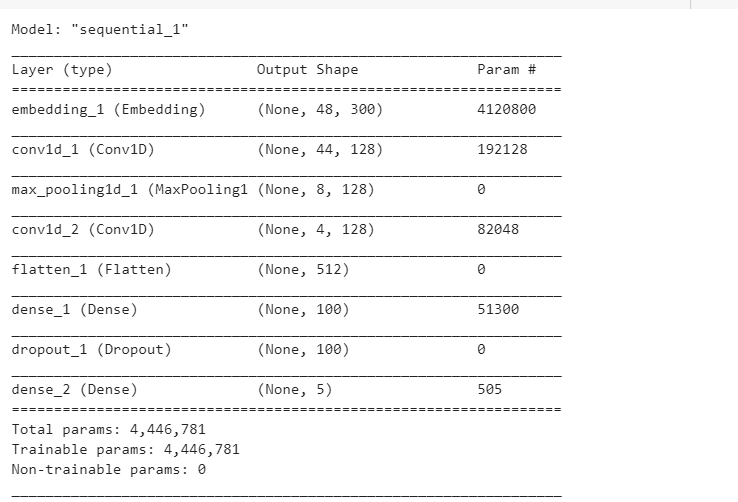 Model: "sequential_1"
Layer (type) Output Shape Param #
embedding_1 (Embedding) (None, 48, 300) 4120800
conv1d_1 (Conv1D) (None, 44, 128) 192128
max_pooling1d_1 (MaxPooling1 (None, 8, 128) 0
conv1d_2 (Conv1D) (None, 4, 128) 82048
flatten_1 (Flatten) (None, 512) 0
dense_1 (Dense) (None, 100) 51300
dropout_1 (Dropout) (None, 100) 0
dense_2 (Dense) (None, 5) 505
Total params: 4,446,781
Trainable params: 4,446,781
Non-trainable params: 0